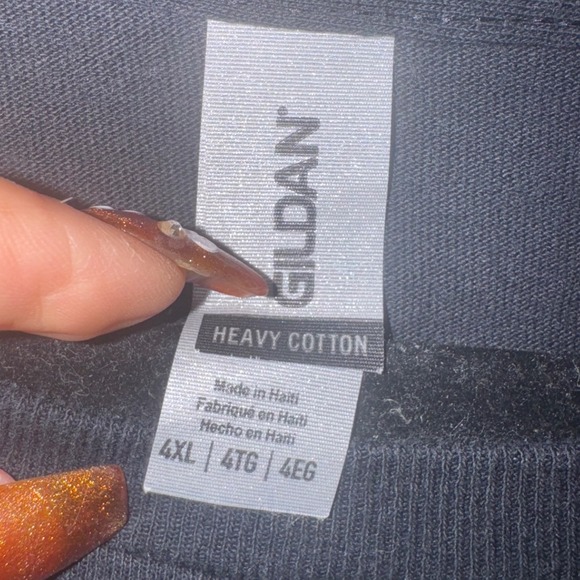 GILDAN®
HEAVY COTTON
Made in Haiti
Fabriqué en Haïti
Hecho en Haití
4XL | 4TG | 4EG